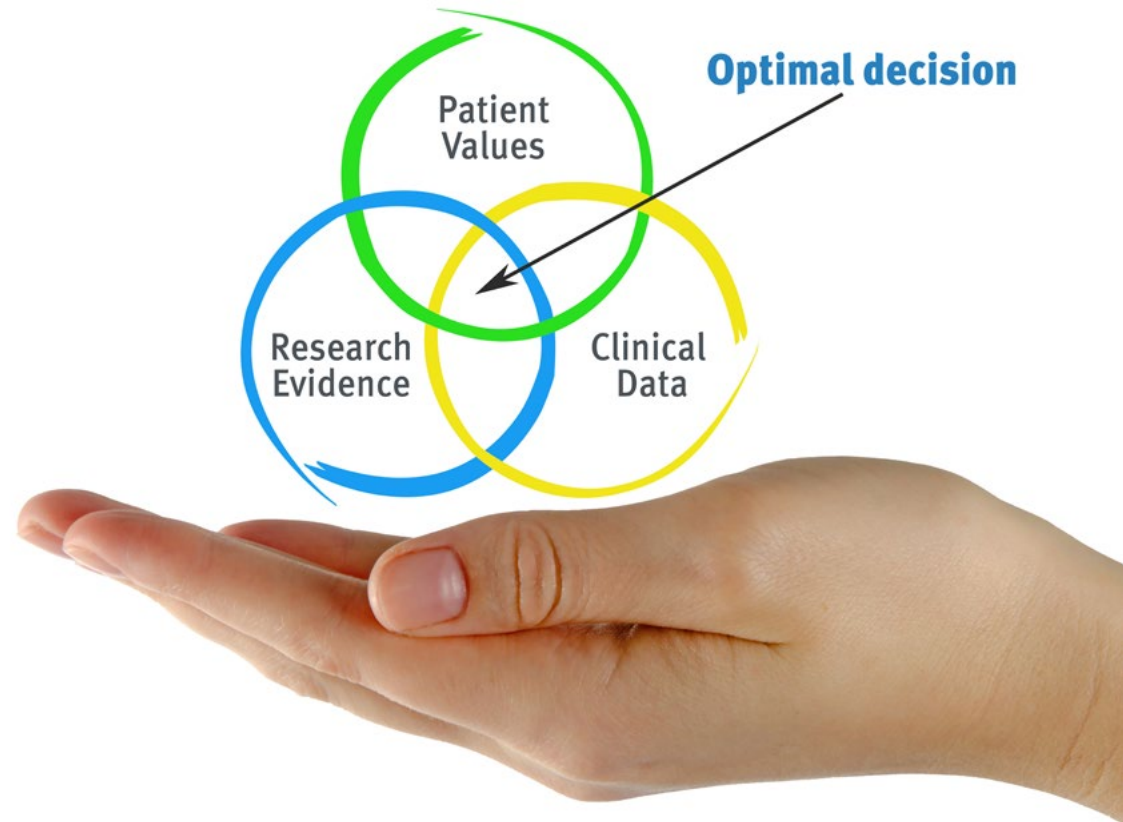 Optimal decision
Patient
Values
Research
Evidence
Clinical
Data